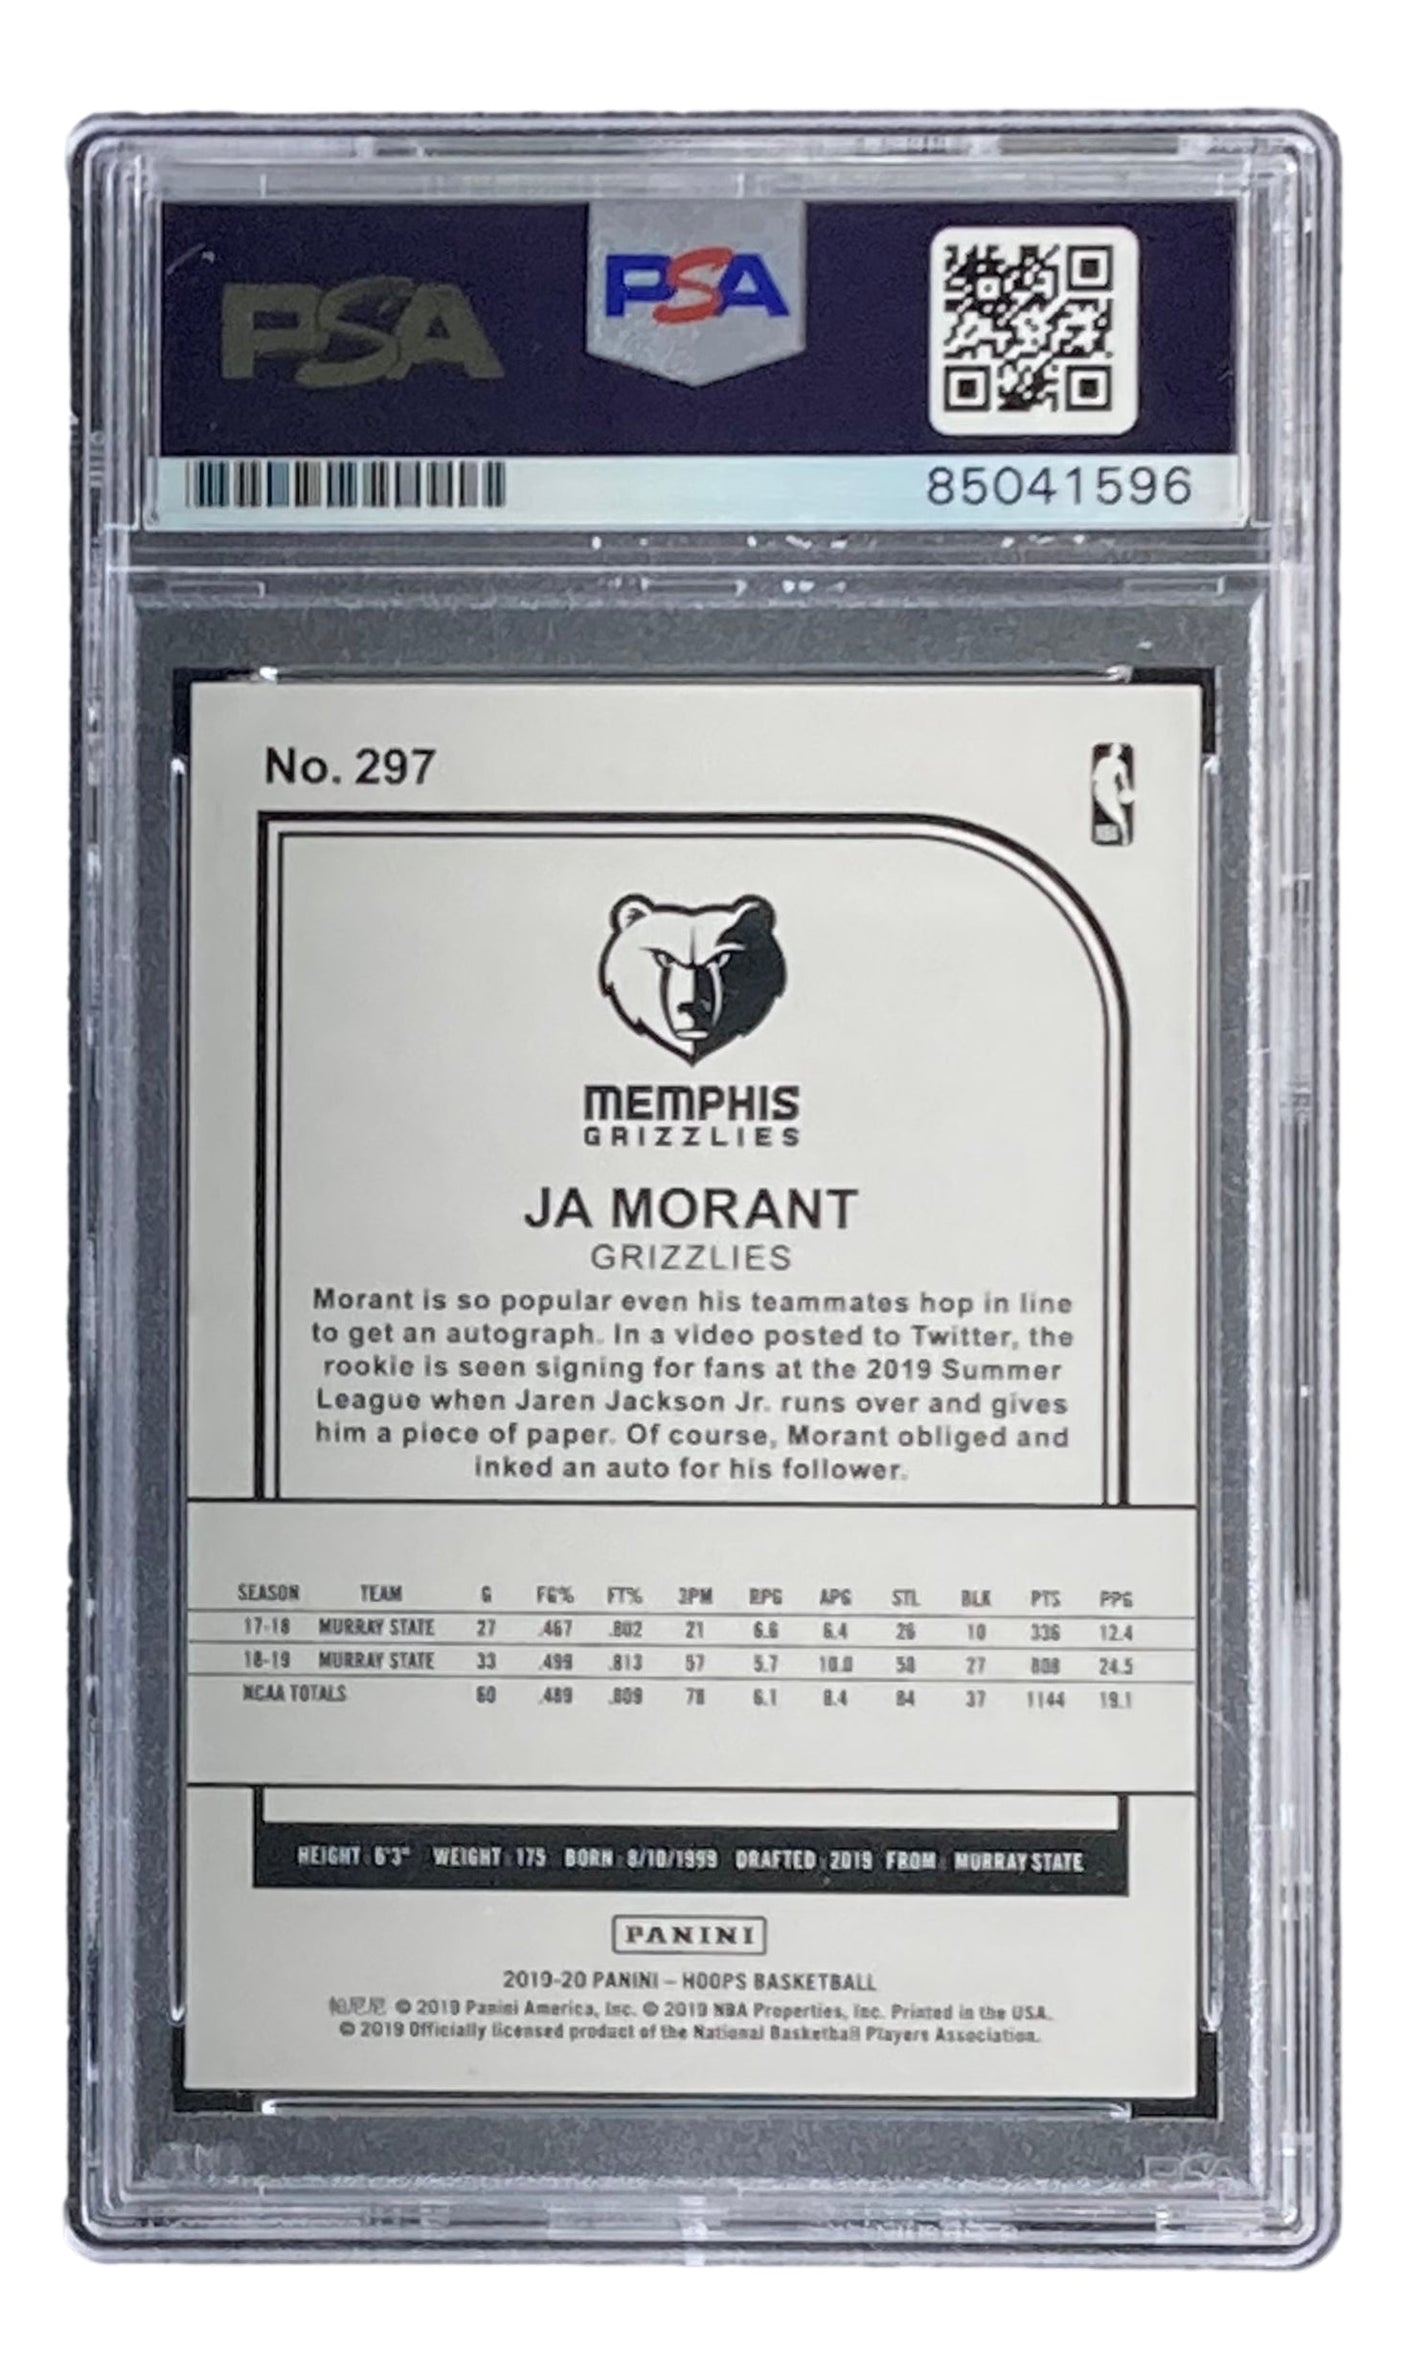 PSA
PSA
85041596
No. 297
NBA
MEMPHIS
GRIZZLIES
JA MORANT
GRIZZLIES
Morant is so popular even his teammates hop in line
to get an autograph. In a video posted to Twitter, the
rookie is seen signing for fans at the 2019 Summer
League when Jaren Jackson Jr. runs over and gives
him a piece of paper. Of course, Morant obliged and
inked an auto for his follower.
SEASON TEAM G FG% FT% 3PM RPG APG STL BLK PTS PPG
17-18 MURRAY STATE 27 .467 .802 21 6.6 6.4 26 10 336 12.4
18-19 MURRAY STATE 33 .499 .813 57 5.7 10.0 58 27 808 24.5
NCAA TOTALS 60 .489 .809 78 6.1 8.4 84 37 1144 19.1
HEIGHT: 6'3" WEIGHT: 175 BORN: 8/10/1999 DRAFTED: 2019 FROM: MURRAY STATE
PANINI
2019-20 PANINI – HOOPS BASKETBALL
帕尼尼 © 2019 Panini America, Inc. © 2019 NBA Properties, Inc. Printed in the USA.
© 2019 Officially licensed product of the National Basketball Players Association.
PSA